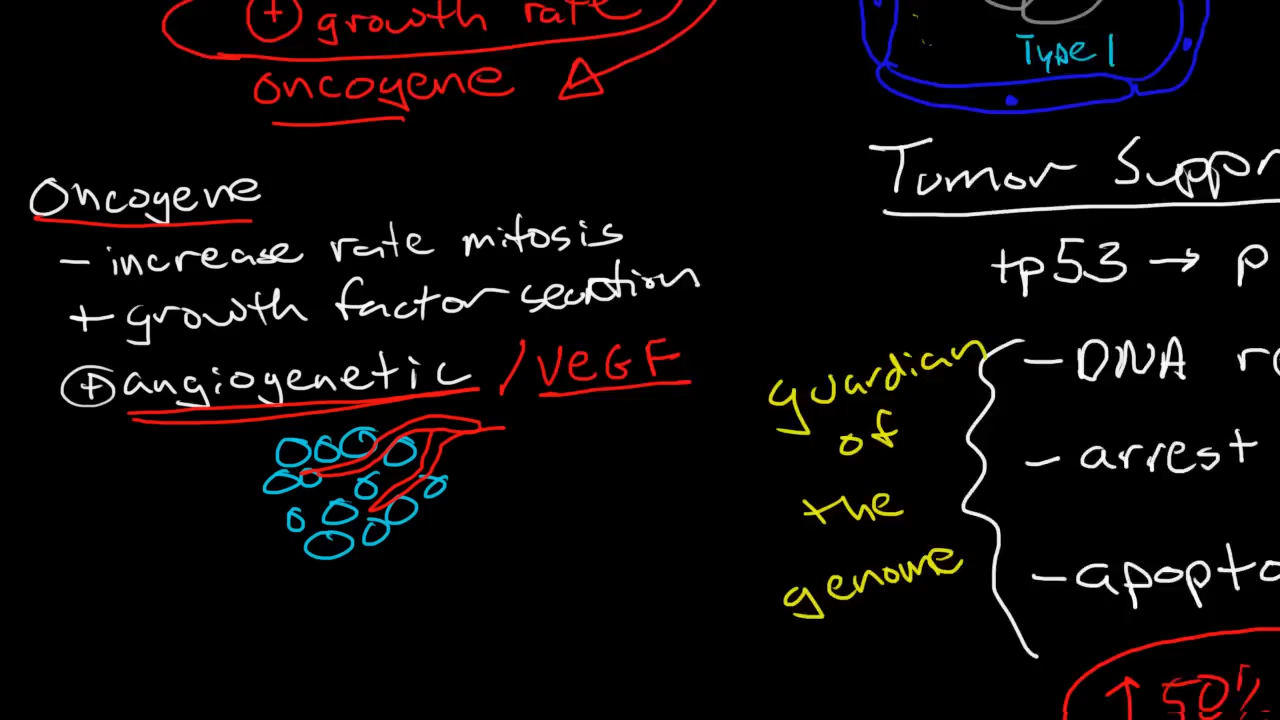 + growth rate
oncogene
Type 1
Oncogene
- increase rate mitosis
+ growth factor secretion
+ angiogenetic / VEGF
Tumor Suppr
tp53 → p
guardian
of
the
genome
- DNA re
- arrest
- apopto
↑ 50%